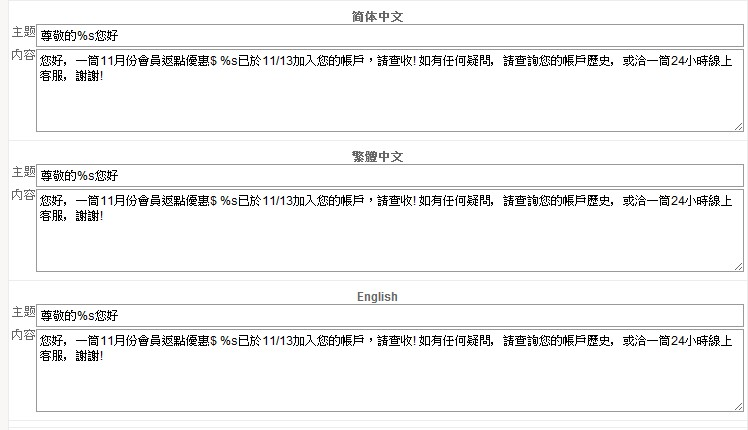 简体中文
主题 尊敬的%s您好
内容 您好，一筒11月份會員返點優惠$ %s已於11/13加入您的帳戶，請查收! 如有任何疑問，請查詢您的帳戶歷史，或洽一筒24小時線上
客服，謝謝!
繁體中文
主题 尊敬的%s您好
内容 您好，一筒11月份會員返點優惠$ %s已於11/13加入您的帳戶，請查收! 如有任何疑問，請查詢您的帳戶歷史，或洽一筒24小時線上
客服，謝謝!
English
主题 尊敬的%s您好
内容 您好，一筒11月份會員返點優惠$ %s已於11/13加入您的帳戶，請查收! 如有任何疑問，請查詢您的帳戶歷史，或洽一筒24小時線上
客服，謝謝!